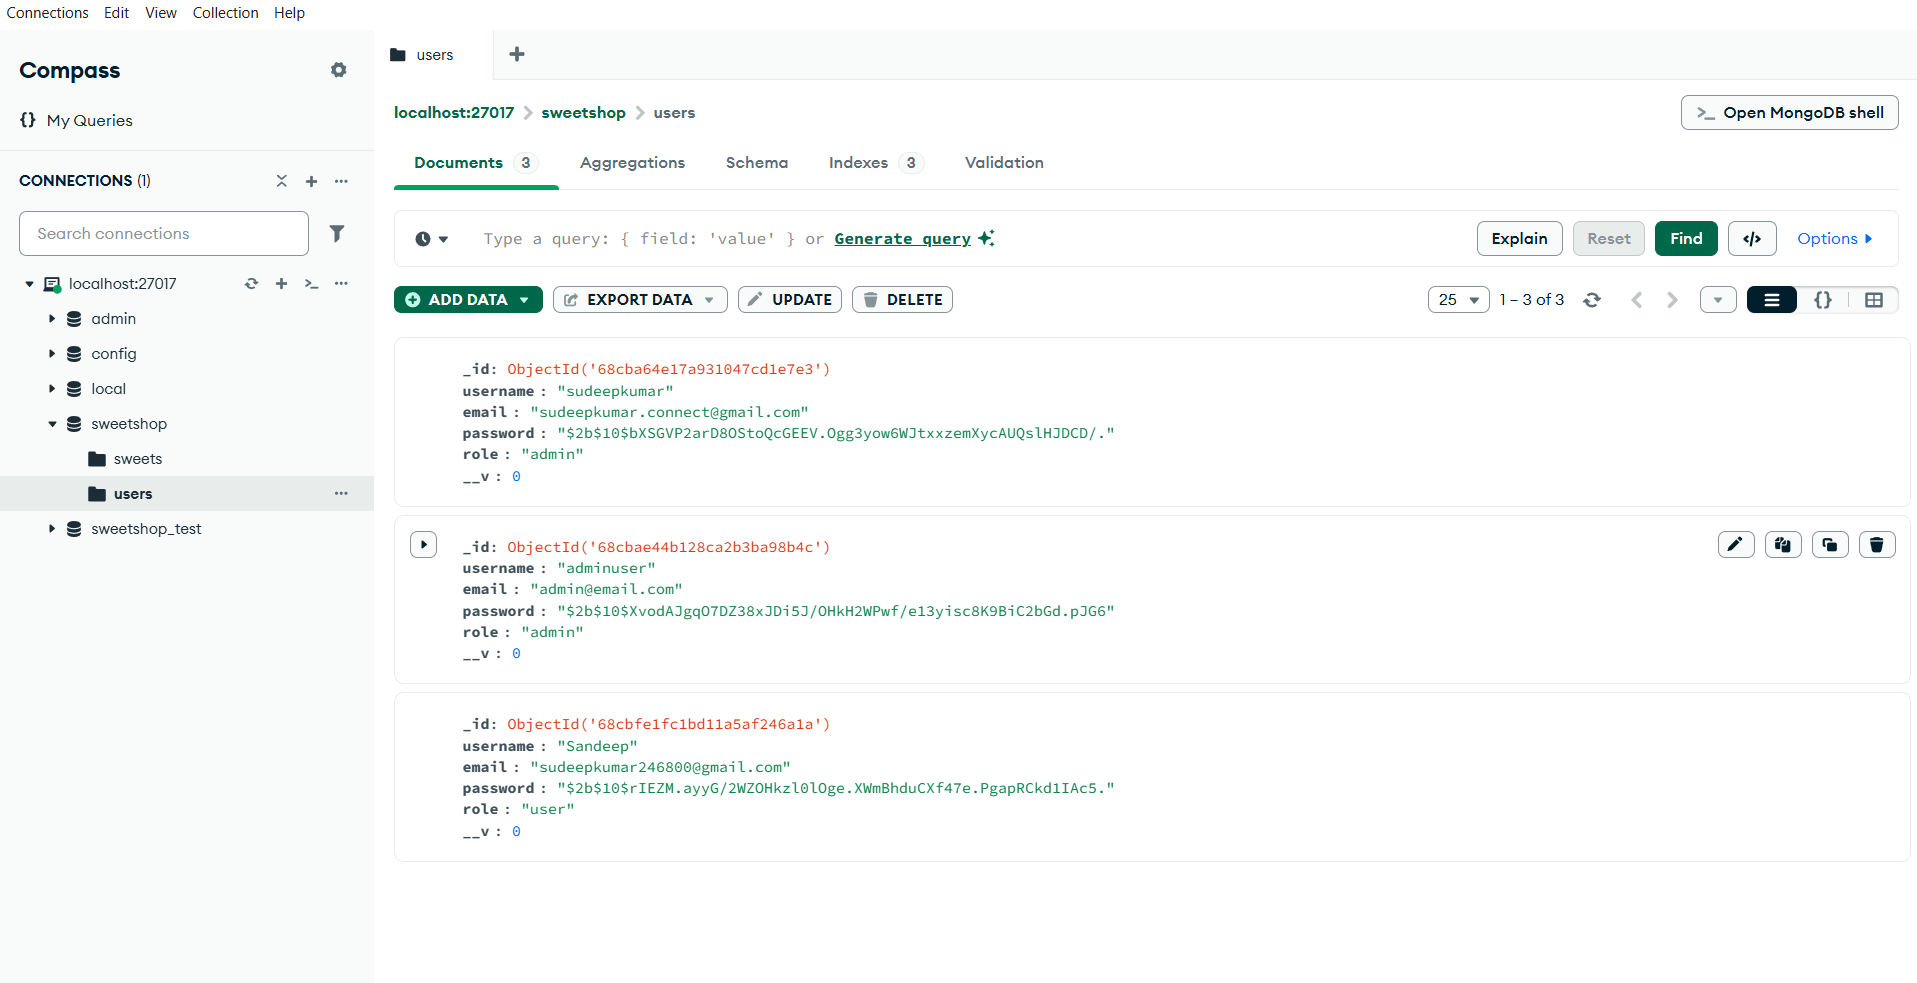 Connections Edit View Collection Help
Compass
{} My Queries
CONNECTIONS (1)
Search connections
localhost:27017
admin
config
local
sweetshop
sweets
users
sweetshop_test
users
localhost:27017 sweetshop users
>_ Open MongoDB shell
Documents 3 Aggregations Schema Indexes 3 Validation
Type a query: { field: 'value' } or Generate query
Explain Reset Find </> Options
ADD DATA EXPORT DATA UPDATE DELETE
25 1 – 3 of 3 {}
_id: ObjectId('68cba64e17a931047cd1e7e3')
username : "sudeepkumar"
email : "sudeepkumar.connect@gmail.com"
password : "$2b$10$bXSGVP2arD8OStoQcGEEV.Ogg3yow6WJtxxzemXycAUQslHJDCD/."
role : "admin"
__v : 0
_id: ObjectId('68cbae44b128ca2b3ba98b4c')
username : "adminuser"
email : "admin@email.com"
password : "$2b$10$XvodAJgqO7DZ38xJDi5J/OHkH2WPwf/e13yisc8K9BiC2bGd.pJG6"
role : "admin"
__v : 0
_id: ObjectId('68cbfe1fc1bd11a5af246a1a')
username : "Sandeep"
email : "sudeepkumar246800@gmail.com"
password : "$2b$10$rIEZM.ayyG/2WZOHkzl0lOge.XWmBhduCXf47e.PgapRCkd1IAc5."
role : "user"
__v : 0